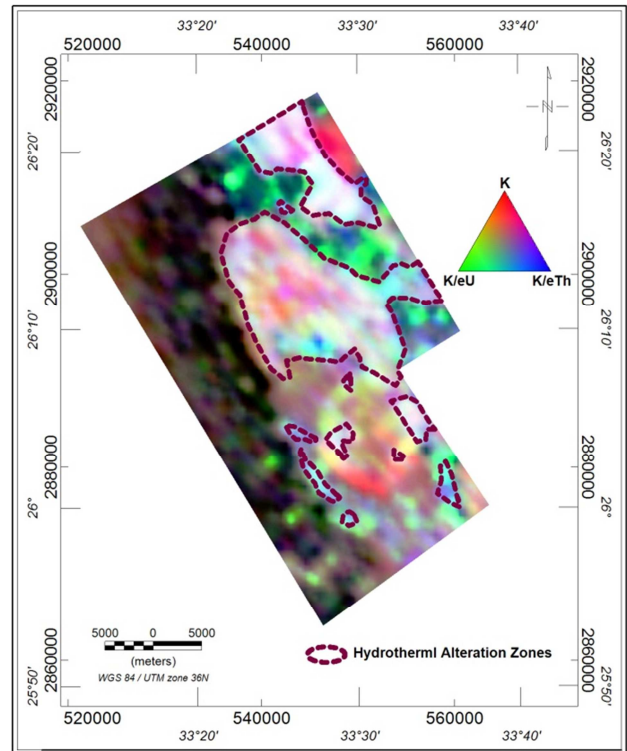 33°20' 33°30' 33°40'
520000 540000 560000
2920000 2920000
N
26°20' 26°20'
K
K/eU K/eTh
2900000 2900000
26°10' 26°10'
2880000 2880000
26° 26°
5000 0 5000
(meters)
WGS 84 / UTM zone 36N
Hydrotherml Alteration Zones
2860000 2860000
25°50' 25°50'
520000 540000 560000
33°20' 33°30' 33°40'